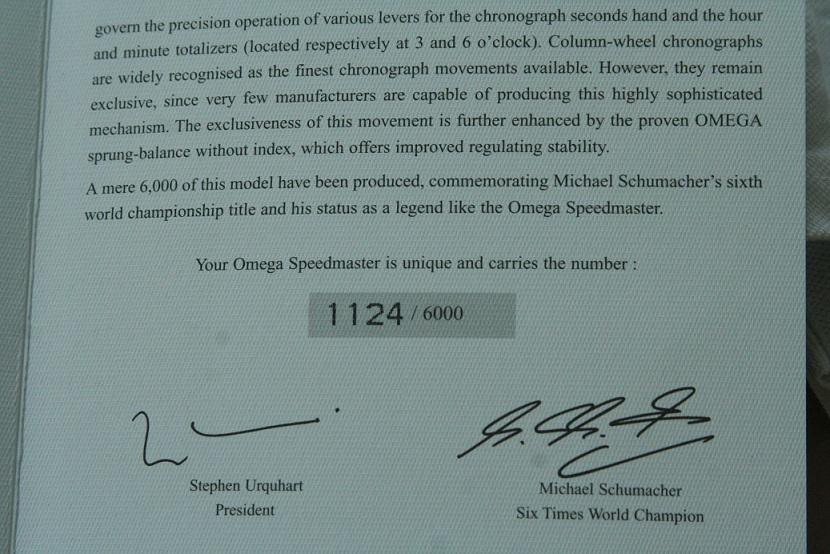 govern the precision operation of various levers for the chronograph seconds hand and the hour
and minute totalizers (located respectively at 3 and 6 o'clock). Column-wheel chronographs
are widely recognised as the finest chronograph movements available. However, they remain
exclusive, since very few manufacturers are capable of producing this highly sophisticated
mechanism. The exclusiveness of this movement is further enhanced by the proven OMEGA
sprung-balance without index, which offers improved regulating stability.
A mere 6,000 of this model have been produced, commemorating Michael Schumacher's sixth
world championship title and his status as a legend like the Omega Speedmaster.
Your Omega Speedmaster is unique and carries the number :
1124 / 6000
Stephen Urquhart
President
Michael Schumacher
Six Times World Champion